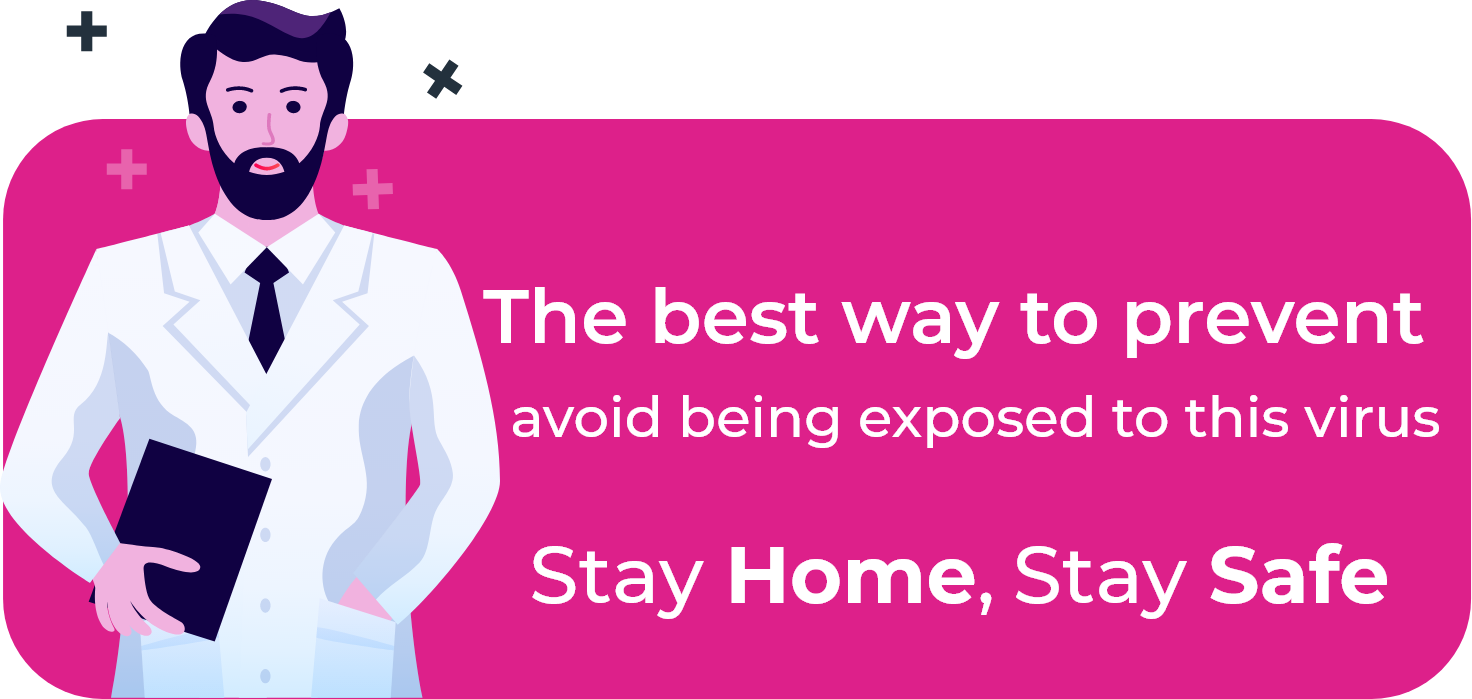 The best way to prevent
avoid being exposed to this virus
Stay Home, Stay Safe